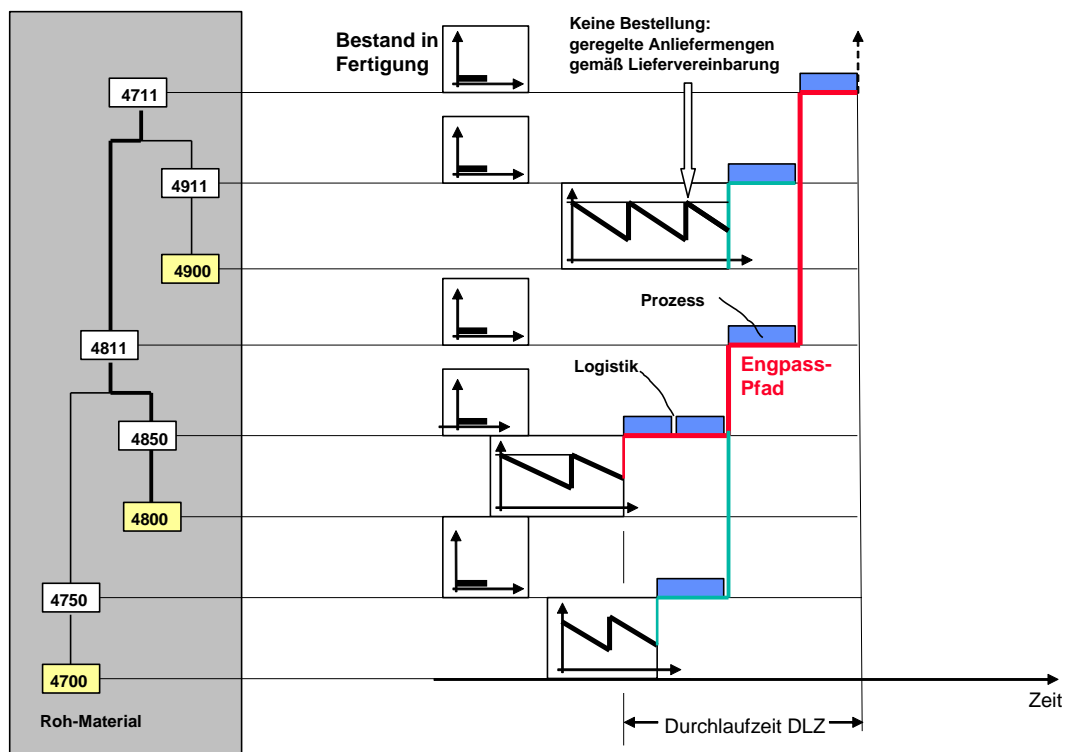 Keine Bestellung:
geregelte Anliefermengen
gemäß Liefervereinbarung
Bestand in
Fertigung
4711
4911
4900
Prozess
4811
Logistik
Engpass-
Pfad
4850
4800
4750
4700
Zeit
Roh-Material
Durchlaufzeit DLZ